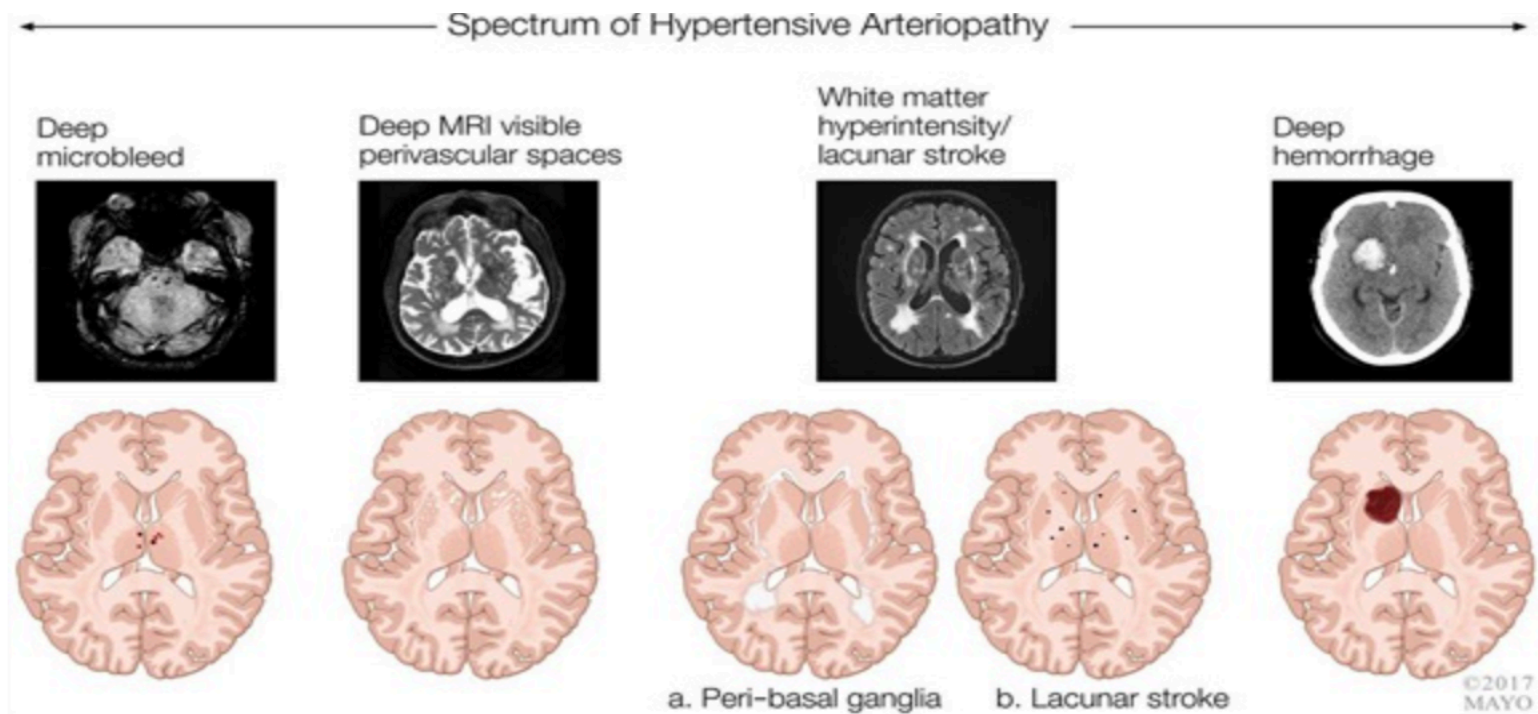 Spectrum of Hypertensive Arteriopathy
Deep
microbleed
Deep MRI visible
perivascular spaces
White matter
hyperintensity/
lacunar stroke
Deep
hemorrhage
a. Peri-basal ganglia
b. Lacunar stroke
©2017
MAYO